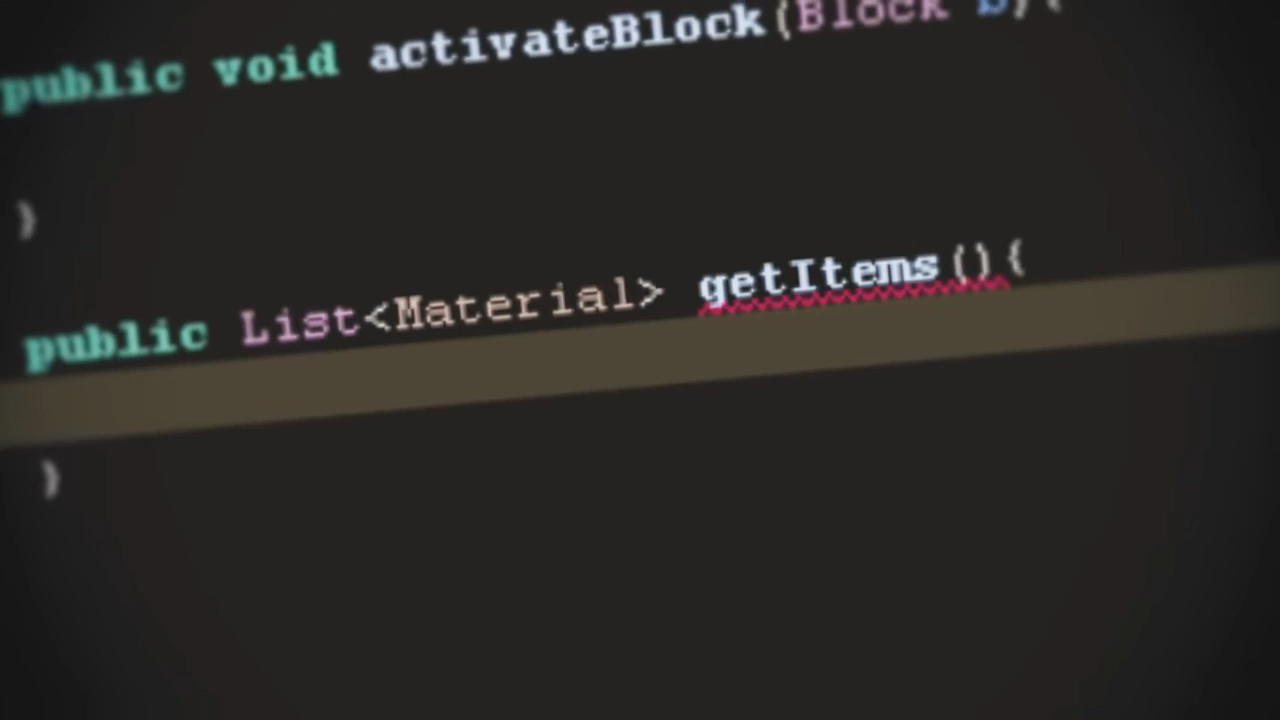 public void activateBlock(Block b){
}
public List<Material> getItems(){
}